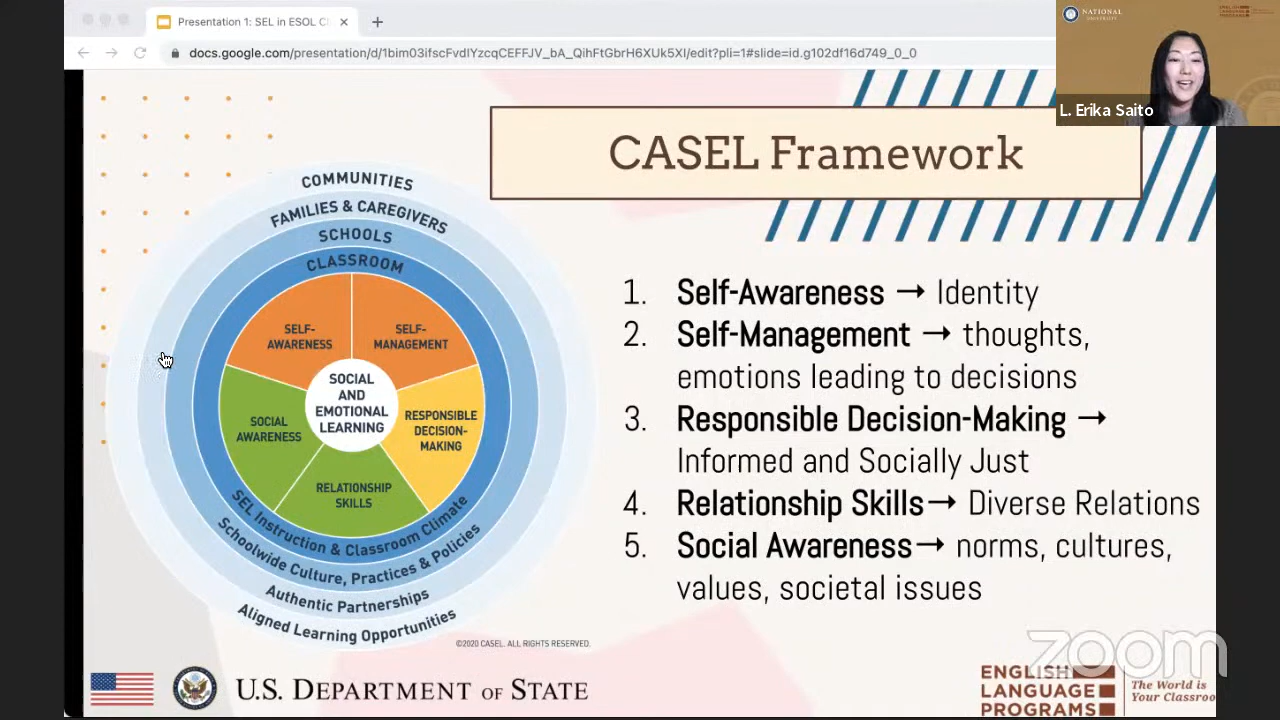 Presentation 1: SEL in ESOL Cl
docs.google.com/presentation/d/1bim03ifscFvdIYzcqCEFFJV_bA_QihFtGbrH6XUk5XI/edit?pli=1#slide=id.g102df16d749_0_0
NATIONAL
UNIVERSITY
L. Erika Saito
CASEL Framework
COMMUNITIES
FAMILIES & CAREGIVERS
SCHOOLS
CLASSROOM
SELF-
AWARENESS
SELF-
MANAGEMENT
SOCIAL
AND
EMOTIONAL
LEARNING
SOCIAL
AWARENESS
RESPONSIBLE
DECISION-
MAKING
RELATIONSHIP
SKILLS
SEL Instruction & Classroom Climate
Schoolwide Culture, Practices & Policies
Authentic Partnerships
Aligned Learning Opportunities
©2020 CASEL. ALL RIGHTS RESERVED.
1. Self-Awareness → Identity
2. Self-Management → thoughts,
emotions leading to decisions
3. Responsible Decision-Making →
Informed and Socially Just
4. Relationship Skills→ Diverse Relations
5. Social Awareness→ norms, cultures,
values, societal issues
zoom
U.S. DEPARTMENT OF STATE
ENGLISH
LANGUAGE
PROGRAMS
The World is
Your Classroo